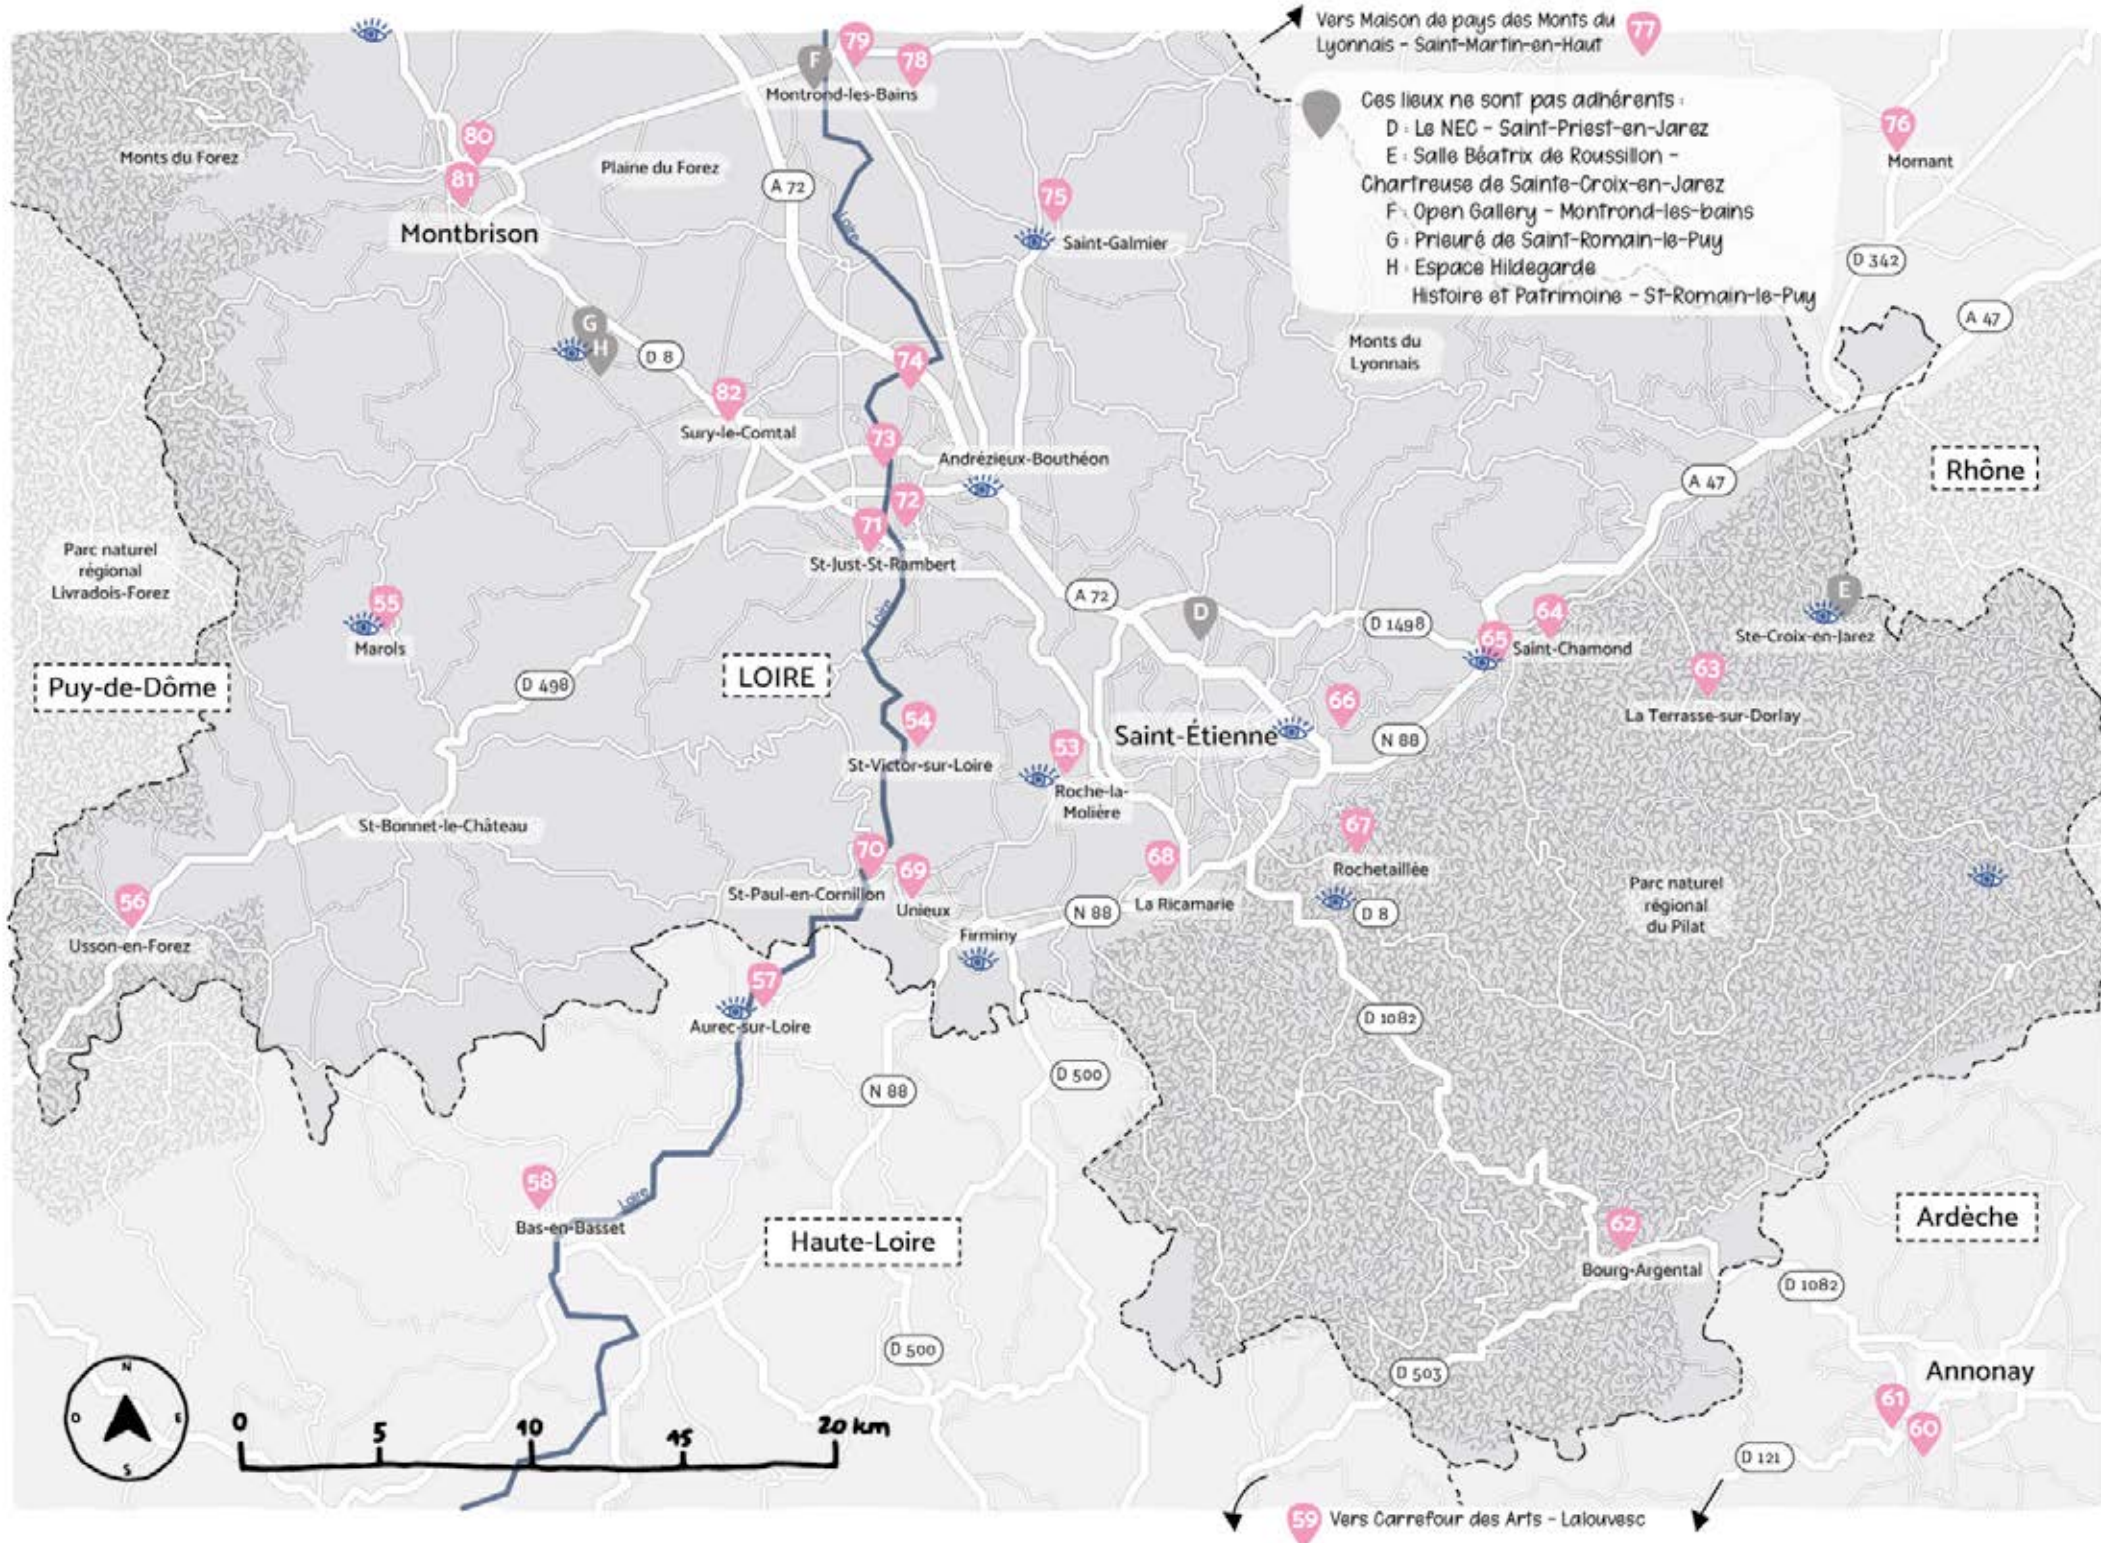 Vers Maison de pays des Monts du
Lyonnais - Saint-Martin-en-Haut
77
Ces lieux ne sont pas adhérents :
D : Le NEC - Saint-Priest-en-Jarez
E : Salle Béatrix de Roussillon -
Chartreuse de Sainte-Croix-en-Jarez
F : Open Gallery - Montrond-les-bains
G : Prieuré de Saint-Romain-le-Puy
H : Espace Hildegarde
Histoire et Patrimoine - St-Romain-le-Puy
79
F
78
Montrond-les-Bains
76
Mornant
80
Monts du Forez
Plaine du Forez
81
A 72
75
Loire
Montbrison
Saint-Galmier
D 342
A 47
G
H
D 8
74
Monts du
Lyonnais
82
Sury-le-Comtal
73
Andrézieux-Bouthéon
Rhône
A 47
72
71
St-Just-St-Rambert
Parc naturel
régional
Livradois-Forez
55
Marols
A 72
D
D 1498
64
65
Saint-Chamond
E
Ste-Croix-en-Jarez
Loire
63
La Terrasse-sur-Dorlay
Puy-de-Dôme
D 498
LOIRE
54
St-Victor-sur-Loire
66
53
Saint-Étienne
N 88
Roche-la-
Molière
St-Bonnet-le-Château
67
Rochetaillée
70
69
68
St-Paul-en-Cornillon
Unieux
La Ricamarie
N 88
D 8
Parc naturel
régional
du Pilat
56
Usson-en-Forez
Firminy
57
Aurec-sur-Loire
D 1082
N 88
D 500
58
Loire
Bas-en-Basset
Haute-Loire
62
Bourg-Argental
Ardèche
D 1082
D 500
D 503
Annonay
61
60
D 121
N
O
E
S
0
5
10
15
20 km
59
Vers Carrefour des Arts - Lalouvesc